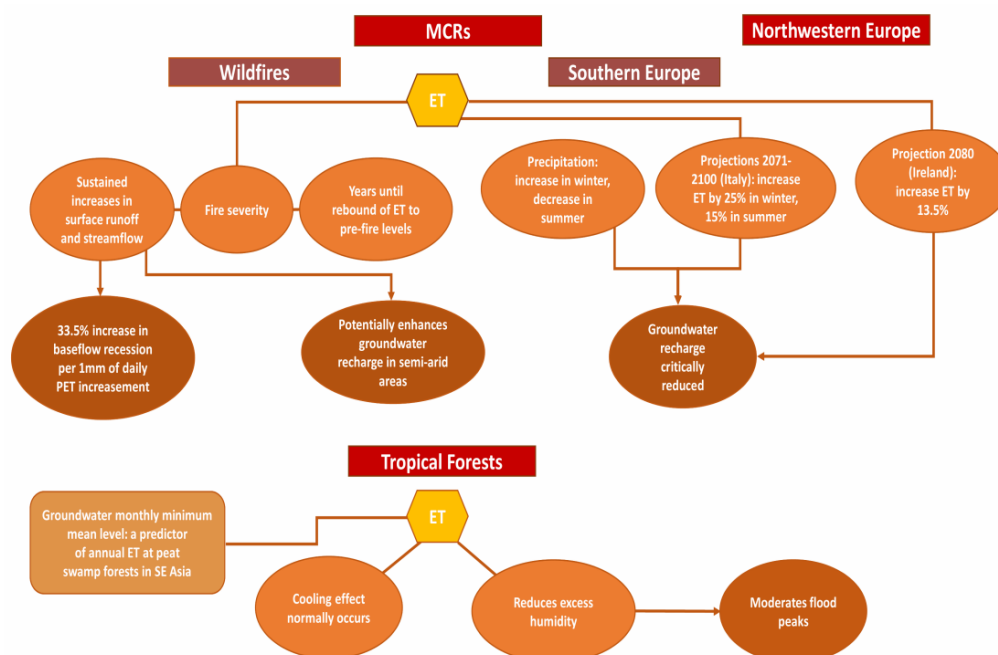 MCRs
Northwestern Europe
Wildfires
Southern Europe
ET
Sustained
increases in
surface runoff
and streamflow
Fire severity
Years until
rebound of ET to
pre-fire levels
Precipitation:
increase in winter,
decrease in
summer
Projections 2071-
2100 (Italy): increase
ET by 25% in winter,
15% in summer
Projection 2080
(Ireland):
increase ET by
13.5%
33.5% increase in
baseflow recession
per 1mm of daily
PET increasement
Potentially enhances
groundwater
recharge in semi-arid
areas
Groundwater
recharge
critically
reduced
Tropical Forests
ET
Groundwater monthly minimum
mean level: a predictor
of annual ET at peat
swamp forests in SE Asia
Cooling effect
normally occurs
Reduces excess
humidity
Moderates flood
peaks